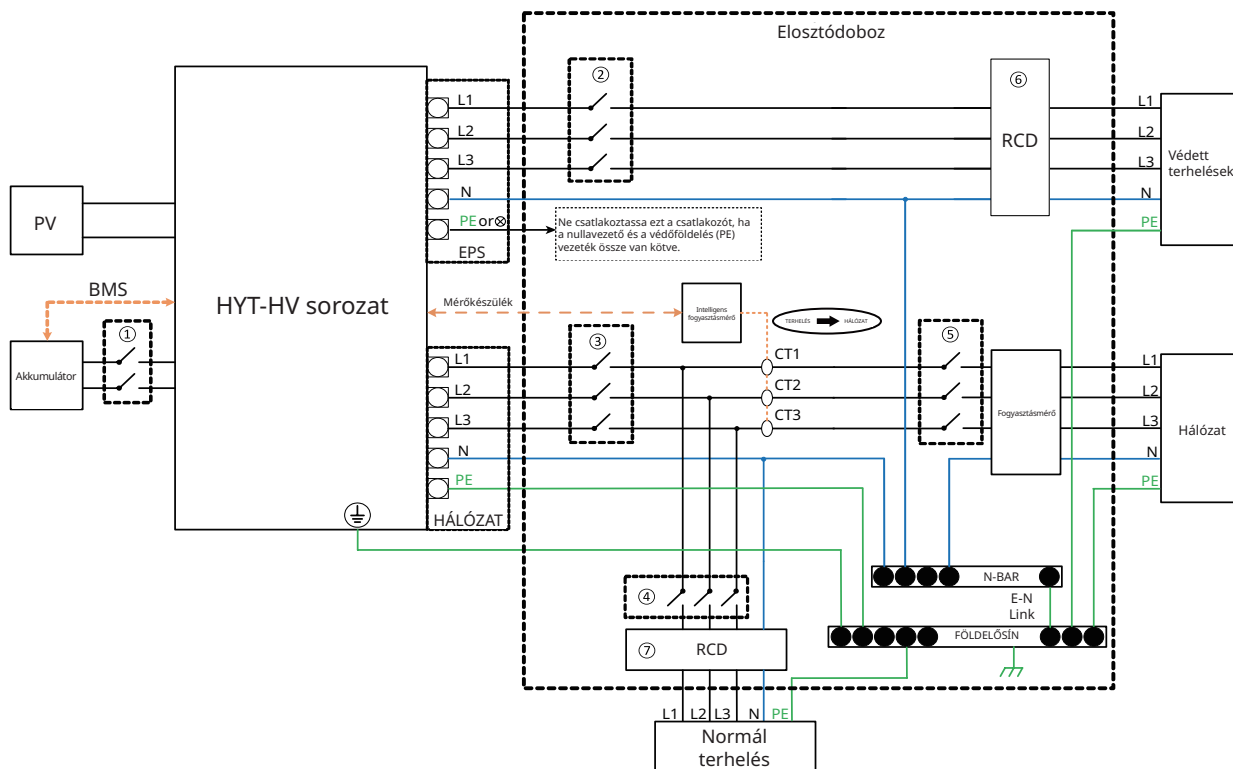 Elosztódoboz
②
⑥
L1
L2
L3
N
PE or⊗
EPS
RCD
L1
L2
L3
N
PE
Védett
terhelések
Ne csatlakoztassa ezt a csatlakozót, ha
a nullavezető és a védőföldelés (PE)
vezeték össze van kötve.
PV
BMS
①
Akkumulátor
HYT-HV sorozat
Mérőkészülék
Intelligens
fogyasztásmérő
TERHELÉS
HÁLÓZAT
③
⑤
L1
L2
L3
N
PE
HÁLÓZAT
CT1
CT2
CT3
Fogyasztásmérő
L1
L2
L3
N
PE
Hálózat
N-BAR
E-N
Link
FÖLDELŐSÍN
④
⑦
RCD
L1
L2
L3
N
PE
Normál
terhelés